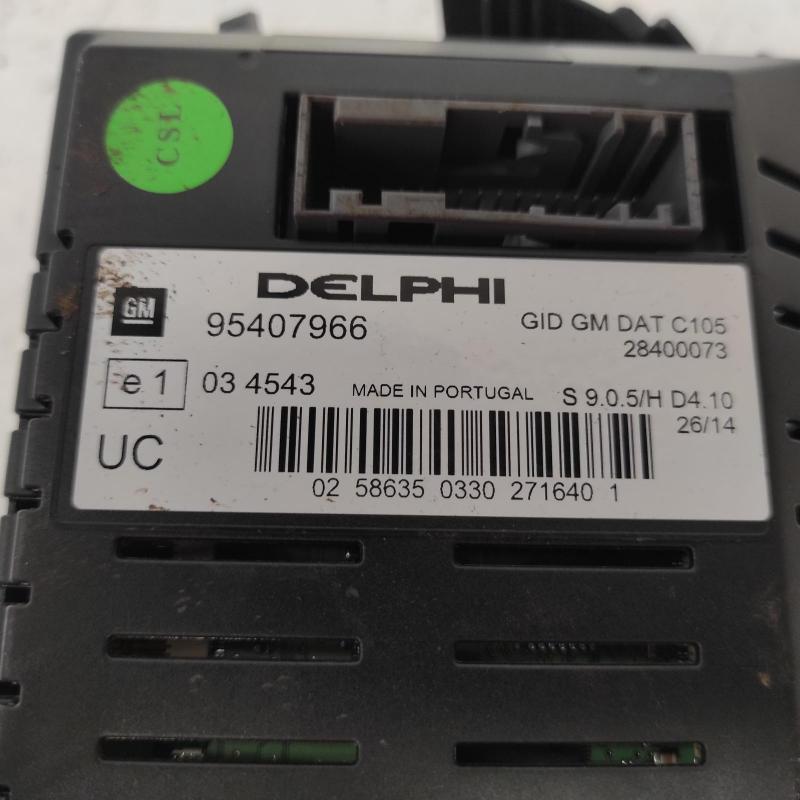 CSL
DELPHI
GM 95407966 GID GM DAT C105
28400073
e 1 03 4543 MADE IN PORTUGAL S 9.0.5/H D4.10
26/14
UC
02 58635 0330 271640 1